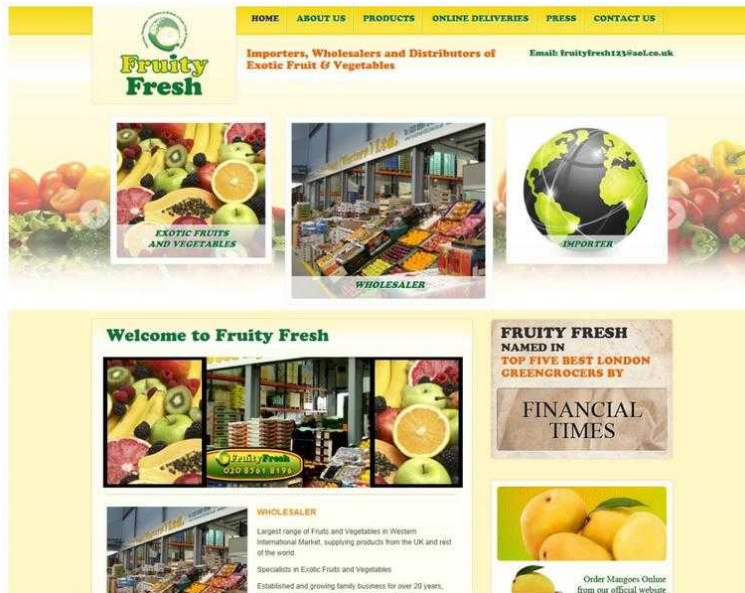 HOME ABOUT US PRODUCTS ONLINE DELIVERIES PRESS CONTACT US
Fruity
Fresh
Importers, Wholesalers and Distributors of
Exotic Fruit & Vegetables
Email: fruityfresh123@aol.co.uk
EXOTIC FRUITS
AND VEGETABLES
WHOLESALER
IMPORTER
Welcome to Fruity Fresh
FruityFresh
020 8561 8196
WHOLESALER
Largest range of Fruits and Vegetables in Western
International Market, supplying products from the UK and rest
of the world.
Specialists in Exotic Fruits and Vegetables
Established and growing family business for over 20 years,
FRUITY FRESH
NAMED IN
TOP FIVE BEST LONDON
GREENGROCERS BY
FINANCIAL
TIMES
Order Mangoes Online
from our official website